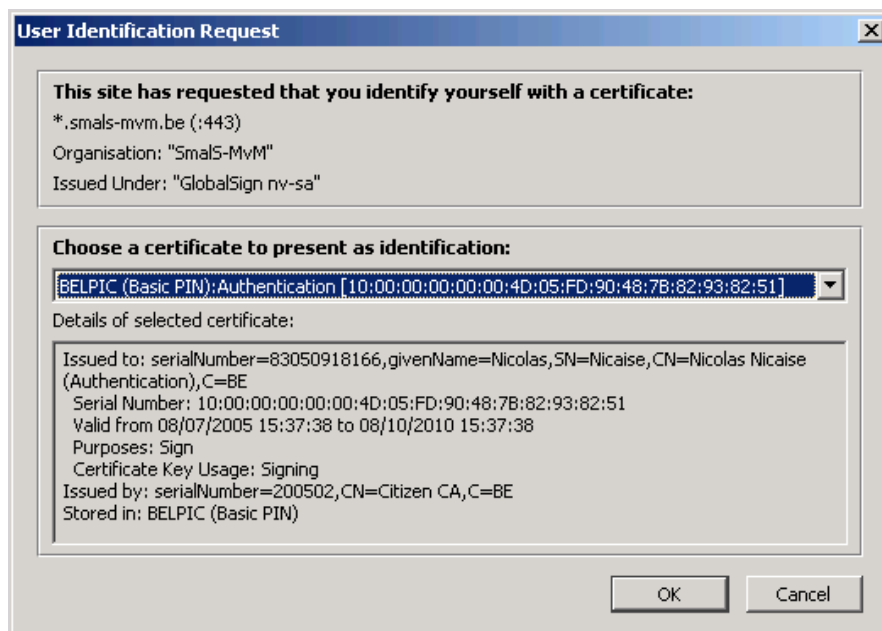 User Identification Request
This site has requested that you identify yourself with a certificate:
*.smals-mvm.be (:443)
Organisation: "SmalS-MvM"
Issued Under: "GlobalSign nv-sa"
Choose a certificate to present as identification:
BELPIC (Basic PIN):Authentication [10:00:00:00:00:00:4D:05:FD:90:48:7B:82:93:82:51]
Details of selected certificate:
Issued to: serialNumber=83050918166,givenName=Nicolas,SN=Nicaise,CN=Nicolas Nicaise
(Authentication),C=BE
Serial Number: 10:00:00:00:00:00:4D:05:FD:90:48:7B:82:93:82:51
Valid from 08/07/2005 15:37:38 to 08/10/2010 15:37:38
Purposes: Sign
Certificate Key Usage: Signing
Issued by: serialNumber=200502,CN=Citizen CA,C=BE
Stored in: BELPIC (Basic PIN)
OK Cancel